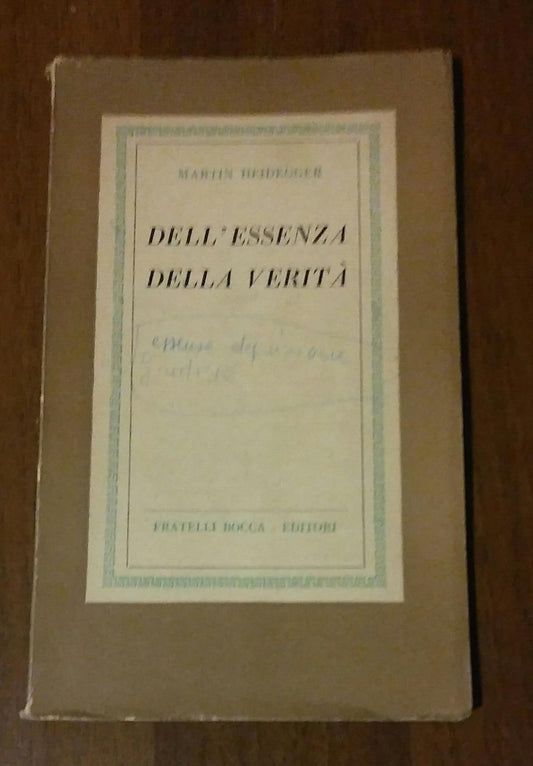 MARTIN HEIDEGGER
DELL'ESSENZA
DELLA VERITÀ
FRATELLI BOCCA - EDITORI